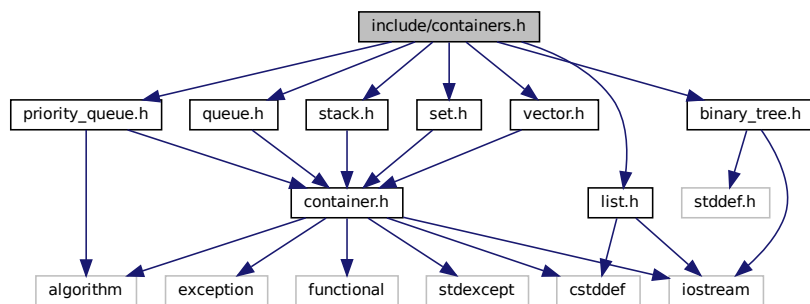 include/containers.h
priority_queue.h
queue.h
stack.h
set.h
vector.h
binary_tree.h
container.h
list.h
stddef.h
algorithm
exception
functional
stdexcept
cstddef
iostream